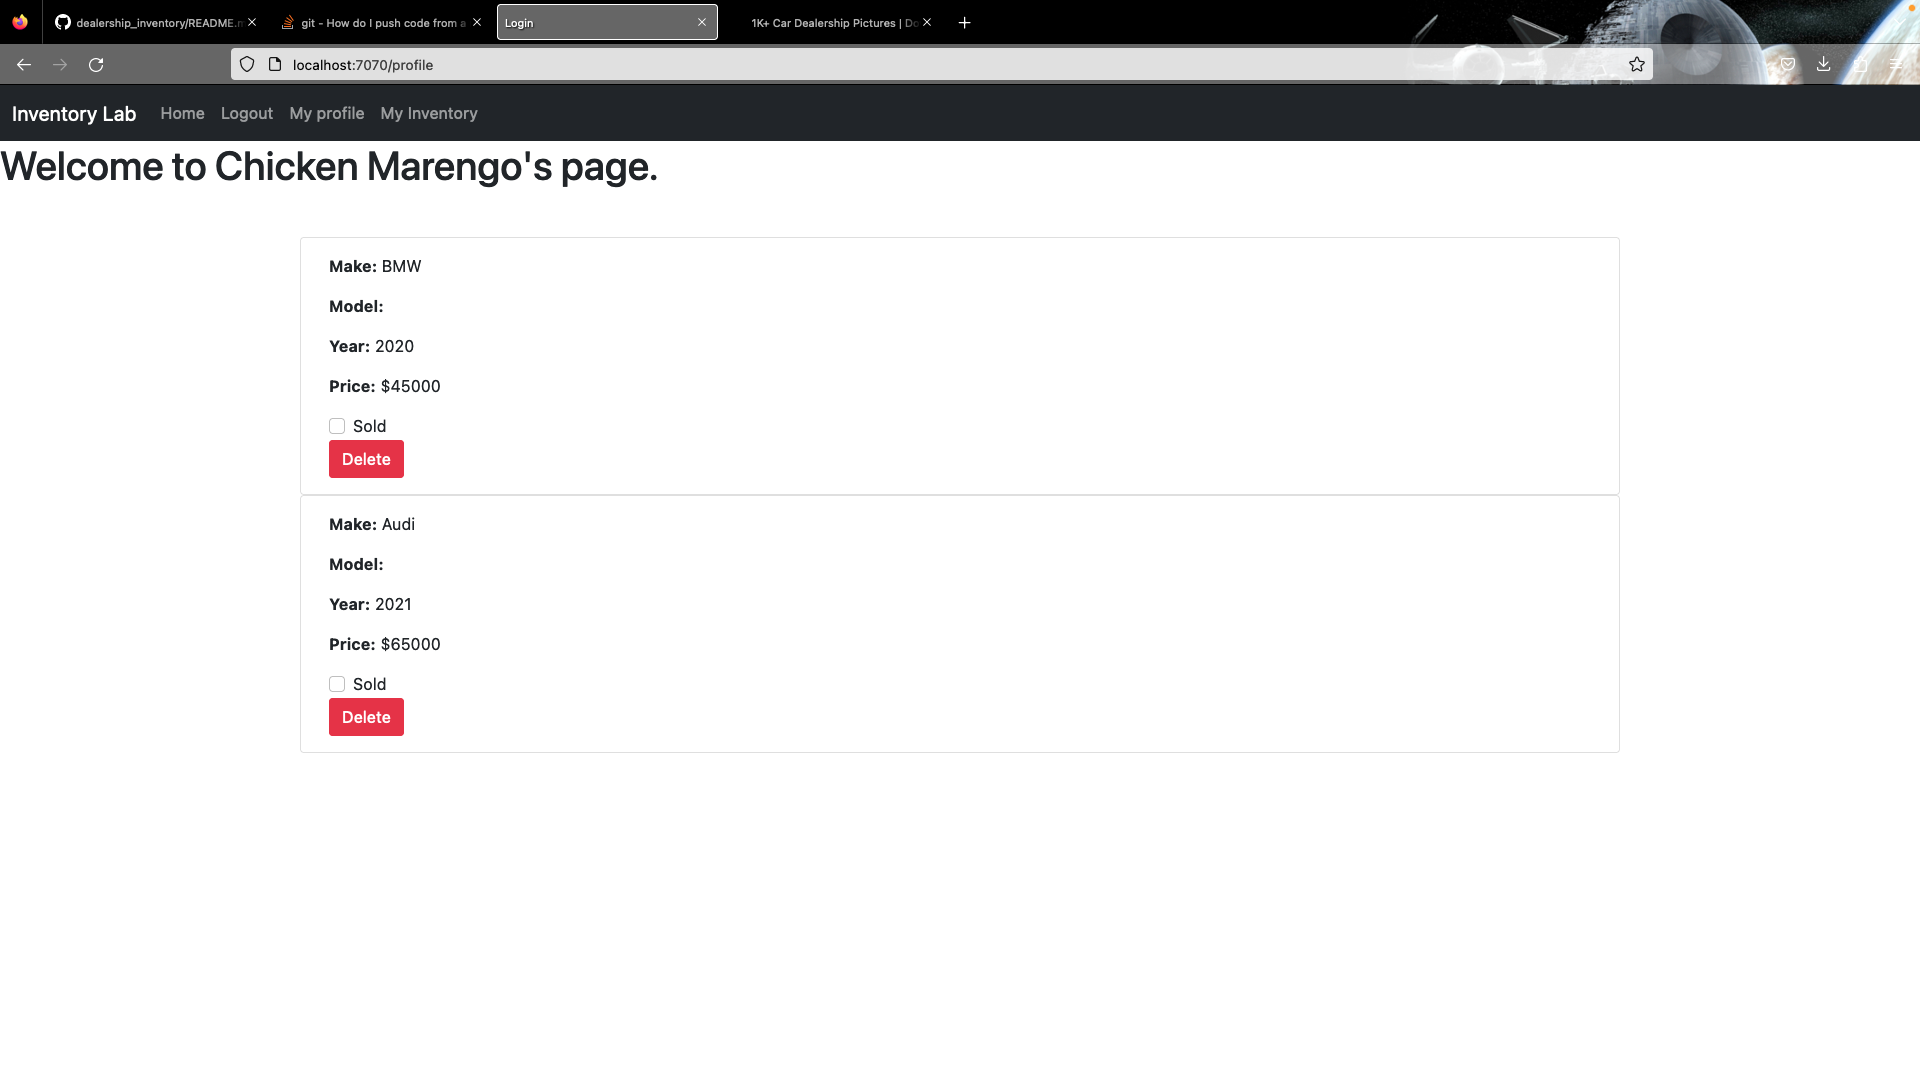 dealership_inventory/README.m
git - How do I push code from a
Login
1K+ Car Dealership Pictures | Do
localhost:7070/profile
Inventory Lab Home Logout My profile My Inventory
Welcome to Chicken Marengo's page.
Make: BMW
Model:
Year: 2020
Price: $45000
Sold
Delete
Make: Audi
Model:
Year: 2021
Price: $65000
Sold
Delete